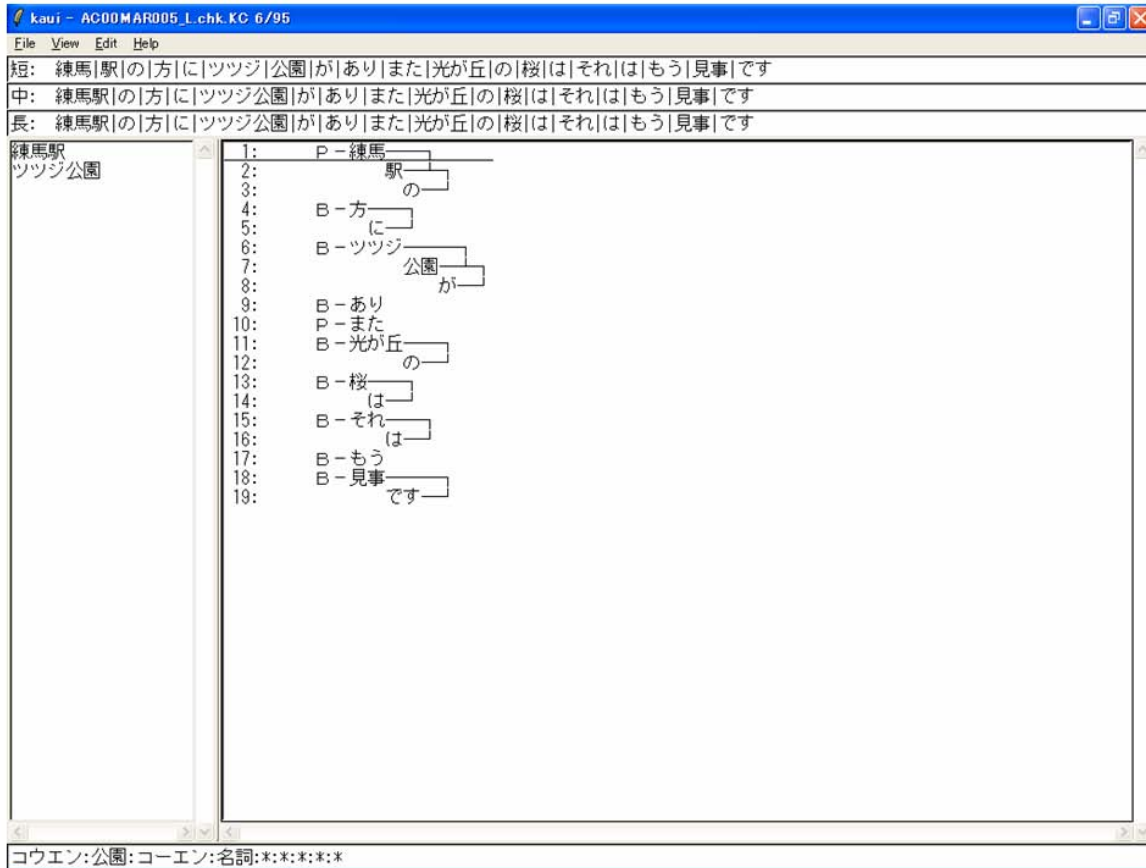 kaui - AC00MAR005_L.chk.KC 6/95
File View Edit Help
短: 練馬|駅|の|方|に|ツツジ|公園|が|あり|また|光が丘|の|桜|は|それ|は|もう|見事|です
中: 練馬駅|の|方|に|ツツジ公園|が|あり|また|光が丘|の|桜|は|それ|は|もう|見事|です
長: 練馬駅|の|方|に|ツツジ公園|が|あり|また|光が丘|の|桜|は|それ|は|もう|見事|です
練馬駅
ツツジ公園
1: P-練馬
2: 駅
3: の
4: B-方
5: に
6: B-ツツジ
7: 公園
8: が
9: B-あり
10: P-また
11: B-光が丘
12: の
13: B-桜
14: は
15: B-それ
16: は
17: B-もう
18: B-見事
19: です
コウエン:公園:コーエン:名詞:*:*:*:*:*